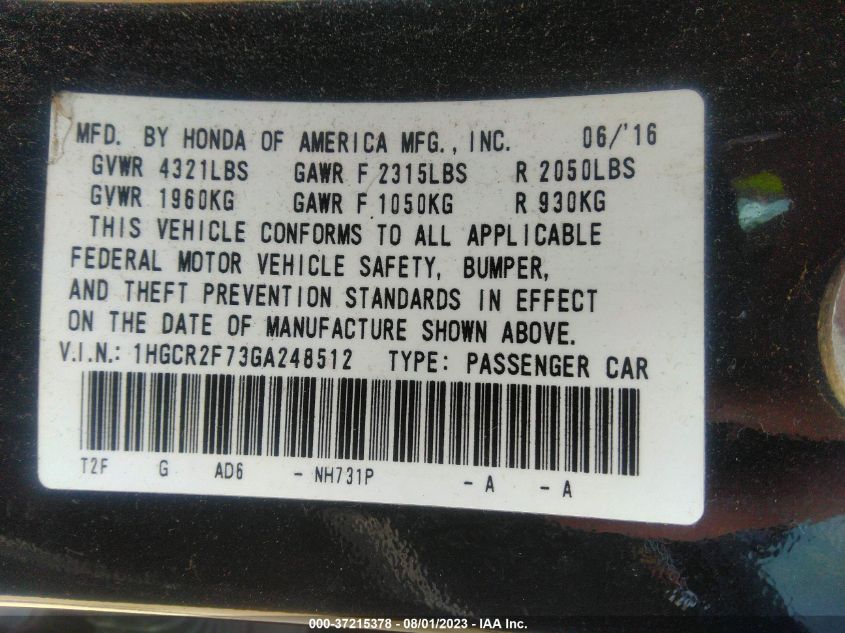 MFD. BY HONDA OF AMERICA MFG., INC. 06/'16
GVWR 4321LBS GAWR F 2315LBS R 2050LBS
GVWR 1960KG GAWR F 1050KG R 930KG
THIS VEHICLE CONFORMS TO ALL APPLICABLE
FEDERAL MOTOR VEHICLE SAFETY, BUMPER,
AND THEFT PREVENTION STANDARDS IN EFFECT
ON THE DATE OF MANUFACTURE SHOWN ABOVE.
V.I.N.: 1HGCR2F73GA248512 TYPE: PASSENGER CAR
T2F G AD6 - NH731P - A - A
000-37215378 - 08/01/2023 - IAA Inc.